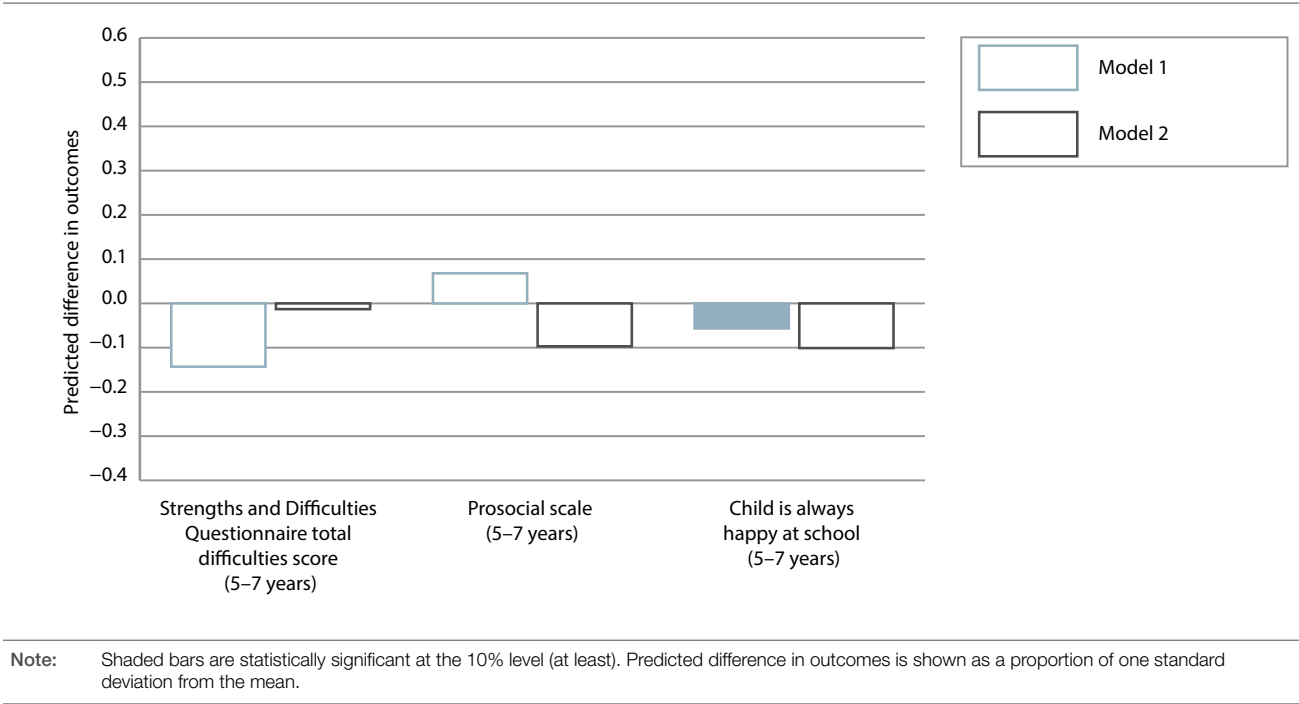 0.6
0.5
0.4
0.3
0.2
0.1
0.0
−0.1
−0.2
−0.3
−0.4
Predicted difference in outcomes
Strengths and Difficulties
Questionnaire total
difficulties score
(5–7 years)
Prosocial scale
(5–7 years)
Child is always
happy at school
(5–7 years)
Model 1
Model 2
Note: Shaded bars are statistically significant at the 10% level (at least). Predicted difference in outcomes is shown as a proportion of one standard
deviation from the mean.